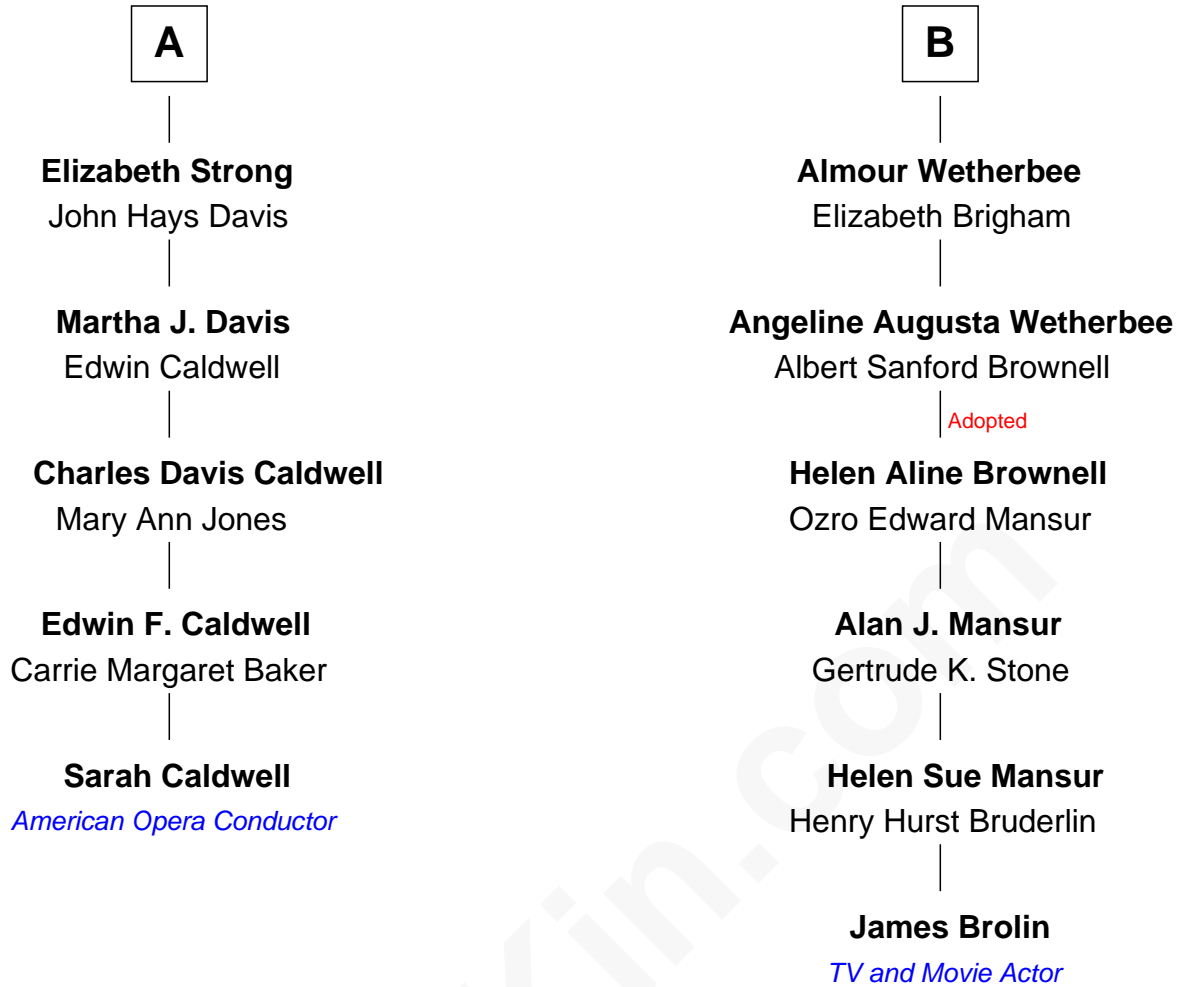 A
Elizabeth Strong
John Hays Davis
Martha J. Davis
Edwin Caldwell
Charles Davis Caldwell
Mary Ann Jones
Edwin F. Caldwell
Carrie Margaret Baker
Sarah Caldwell
American Opera Conductor
B
Almour Wetherbee
Elizabeth Brigham
Angeline Augusta Wetherbee
Albert Sanford Brownell
Adopted
Helen Aline Brownell
Ozro Edward Mansur
Alan J. Mansur
Gertrude K. Stone
Helen Sue Mansur
Henry Hurst Bruderlin
James Brolin
TV and Movie Actor
Kin.com